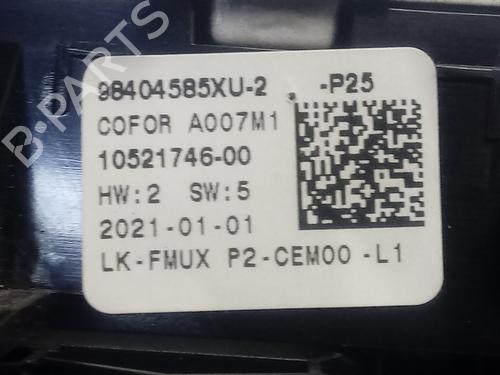 98404585XU-2 -P25
COFOR A007M1
10521746-00
HW:2 SW:5
2021-01-01
LK-FMUX P2-CEM00 -L1
B-PARTS